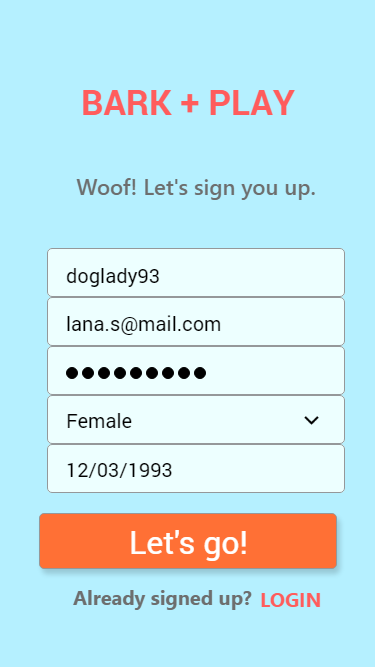 BARK + PLAY
Woof! Let's sign you up.
doglady93
lana.s@mail.com
●●●●●●●●●
Female
12/03/1993
Let's go!
Already signed up? LOGIN